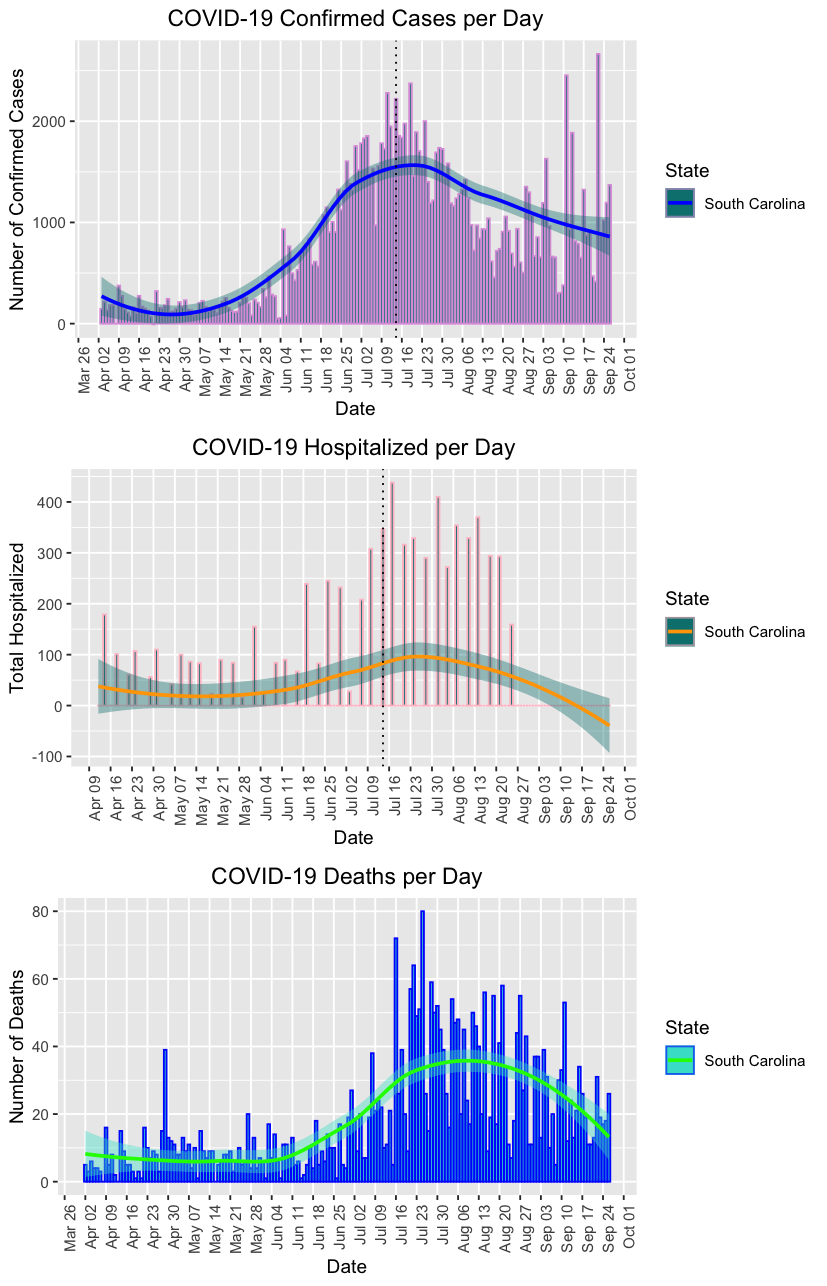 COVID-19 Confirmed Cases per Day
Number of Confirmed Cases
2000
1000
0
Mar 26 Apr 02 Apr 09 Apr 16 Apr 23 Apr 30 May 07 May 14 May 21 May 28 Jun 04 Jun 11 Jun 18 Jun 25 Jul 02 Jul 09 Jul 16 Jul 23 Jul 30 Aug 06 Aug 13 Aug 20 Aug 27 Sep 03 Sep 10 Sep 17 Sep 24 Oct 01
Date
State
South Carolina
COVID-19 Hospitalized per Day
Total Hospitalized
400
300
200
100
0
-100
Apr 09 Apr 16 Apr 23 Apr 30 May 07 May 14 May 21 May 28 Jun 04 Jun 11 Jun 18 Jun 25 Jul 02 Jul 09 Jul 16 Jul 23 Jul 30 Aug 06 Aug 13 Aug 20 Aug 27 Sep 03 Sep 10 Sep 17 Sep 24 Oct 01
Date
State
South Carolina
COVID-19 Deaths per Day
Number of Deaths
80
60
40
20
0
Mar 26 Apr 02 Apr 09 Apr 16 Apr 23 Apr 30 May 07 May 14 May 21 May 28 Jun 04 Jun 11 Jun 18 Jun 25 Jul 02 Jul 09 Jul 16 Jul 23 Jul 30 Aug 06 Aug 13 Aug 20 Aug 27 Sep 03 Sep 10 Sep 17 Sep 24 Oct 01
Date
State
South Carolina